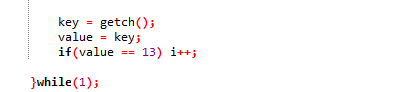 key = getch();
value = key;
if(value == 13) i++;
}while(1);